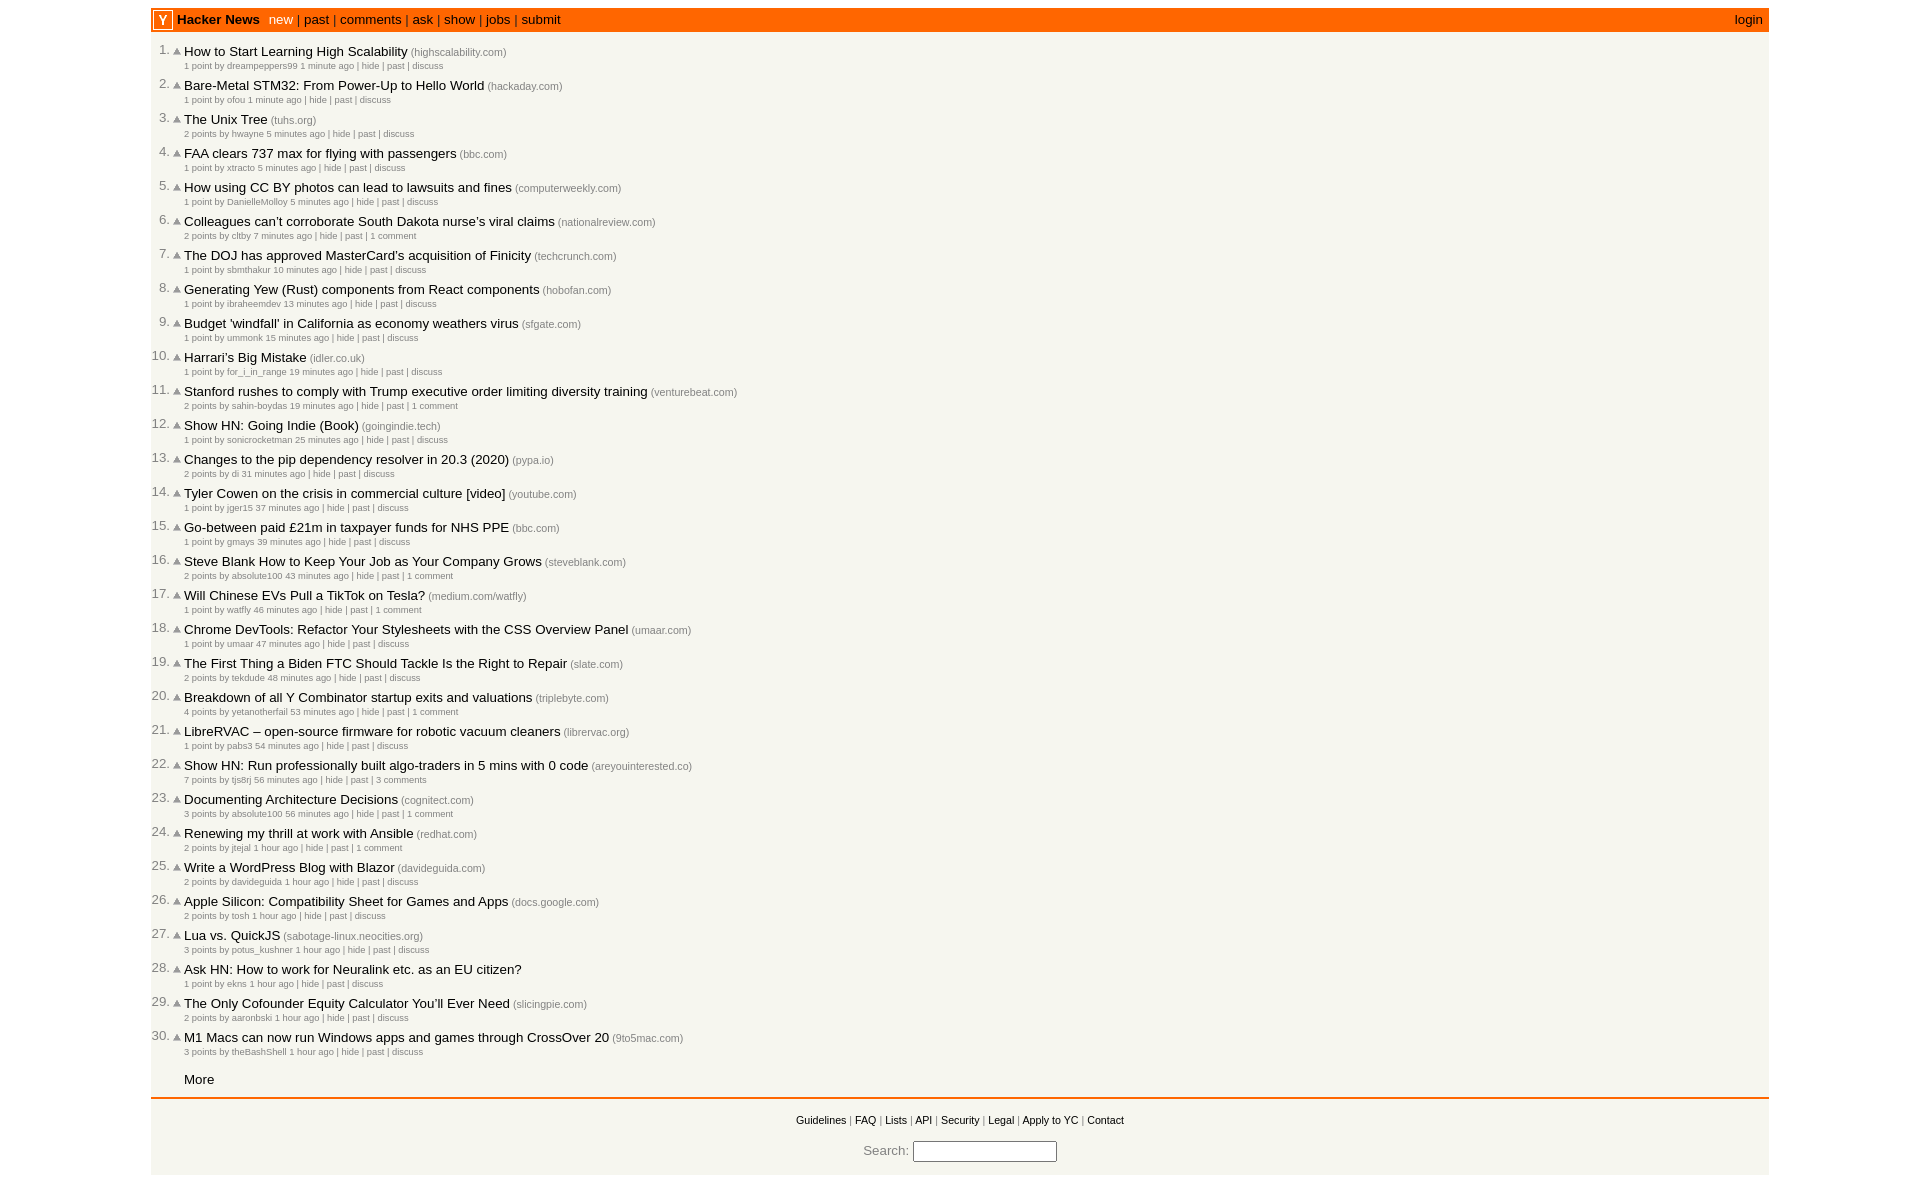 Y Hacker News new | past | comments | ask | show | jobs | submit login
1. How to Start Learning High Scalability (highscalability.com)
1 point by dreampeppers99 1 minute ago | hide | past | discuss
2. Bare-Metal STM32: From Power-Up to Hello World (hackaday.com)
1 point by ofou 1 minute ago | hide | past | discuss
3. The Unix Tree (tuhs.org)
2 points by hwayne 5 minutes ago | hide | past | discuss
4. FAA clears 737 max for flying with passengers (bbc.com)
1 point by xtracto 5 minutes ago | hide | past | discuss
5. How using CC BY photos can lead to lawsuits and fines (computerweekly.com)
1 point by DanielleMolloy 5 minutes ago | hide | past | discuss
6. Colleagues can’t corroborate South Dakota nurse’s viral claims (nationalreview.com)
2 points by cltby 7 minutes ago | hide | past | 1 comment
7. The DOJ has approved MasterCard’s acquisition of Finicity (techcrunch.com)
1 point by sbmthakur 10 minutes ago | hide | past | discuss
8. Generating Yew (Rust) components from React components (hobofan.com)
1 point by ibraheemdev 13 minutes ago | hide | past | discuss
9. Budget 'windfall' in California as economy weathers virus (sfgate.com)
1 point by ummonk 15 minutes ago | hide | past | discuss
10. Harrari’s Big Mistake (idler.co.uk)
1 point by for_i_in_range 19 minutes ago | hide | past | discuss
11. Stanford rushes to comply with Trump executive order limiting diversity training (venturebeat.com)
2 points by sahin-boydas 19 minutes ago | hide | past | 1 comment
12. Show HN: Going Indie (Book) (goingindie.tech)
1 point by sonicrocketman 25 minutes ago | hide | past | discuss
13. Changes to the pip dependency resolver in 20.3 (2020) (pypa.io)
2 points by di 31 minutes ago | hide | past | discuss
14. Tyler Cowen on the crisis in commercial culture [video] (youtube.com)
1 point by jger15 37 minutes ago | hide | past | discuss
15. Go-between paid £21m in taxpayer funds for NHS PPE (bbc.com)
1 point by gmays 39 minutes ago | hide | past | discuss
16. Steve Blank How to Keep Your Job as Your Company Grows (steveblank.com)
2 points by absolute100 43 minutes ago | hide | past | 1 comment
17. Will Chinese EVs Pull a TikTok on Tesla? (medium.com/watfly)
1 point by watfly 46 minutes ago | hide | past | 1 comment
18. Chrome DevTools: Refactor Your Stylesheets with the CSS Overview Panel (umaar.com)
1 point by umaar 47 minutes ago | hide | past | discuss
19. The First Thing a Biden FTC Should Tackle Is the Right to Repair (slate.com)
2 points by tekdude 48 minutes ago | hide | past | discuss
20. Breakdown of all Y Combinator startup exits and valuations (triplebyte.com)
4 points by yetanotherfail 53 minutes ago | hide | past | 1 comment
21. LibreRVAC – open-source firmware for robotic vacuum cleaners (librervac.org)
1 point by pabs3 54 minutes ago | hide | past | discuss
22. Show HN: Run professionally built algo-traders in 5 mins with 0 code (areyouinterested.co)
7 points by tjs8rj 56 minutes ago | hide | past | 3 comments
23. Documenting Architecture Decisions (cognitect.com)
3 points by absolute100 56 minutes ago | hide | past | 1 comment
24. Renewing my thrill at work with Ansible (redhat.com)
2 points by jtejal 1 hour ago | hide | past | 1 comment
25. Write a WordPress Blog with Blazor (davideguida.com)
2 points by davideguida 1 hour ago | hide | past | discuss
26. Apple Silicon: Compatibility Sheet for Games and Apps (docs.google.com)
2 points by tosh 1 hour ago | hide | past | discuss
27. Lua vs. QuickJS (sabotage-linux.neocities.org)
3 points by potus_kushner 1 hour ago | hide | past | discuss
28. Ask HN: How to work for Neuralink etc. as an EU citizen?
1 point by ekns 1 hour ago | hide | past | discuss
29. The Only Cofounder Equity Calculator You’ll Ever Need (slicingpie.com)
2 points by aaronbski 1 hour ago | hide | past | discuss
30. M1 Macs can now run Windows apps and games through CrossOver 20 (9to5mac.com)
3 points by theBashShell 1 hour ago | hide | past | discuss
More
Guidelines | FAQ | Lists | API | Security | Legal | Apply to YC | Contact
Search: